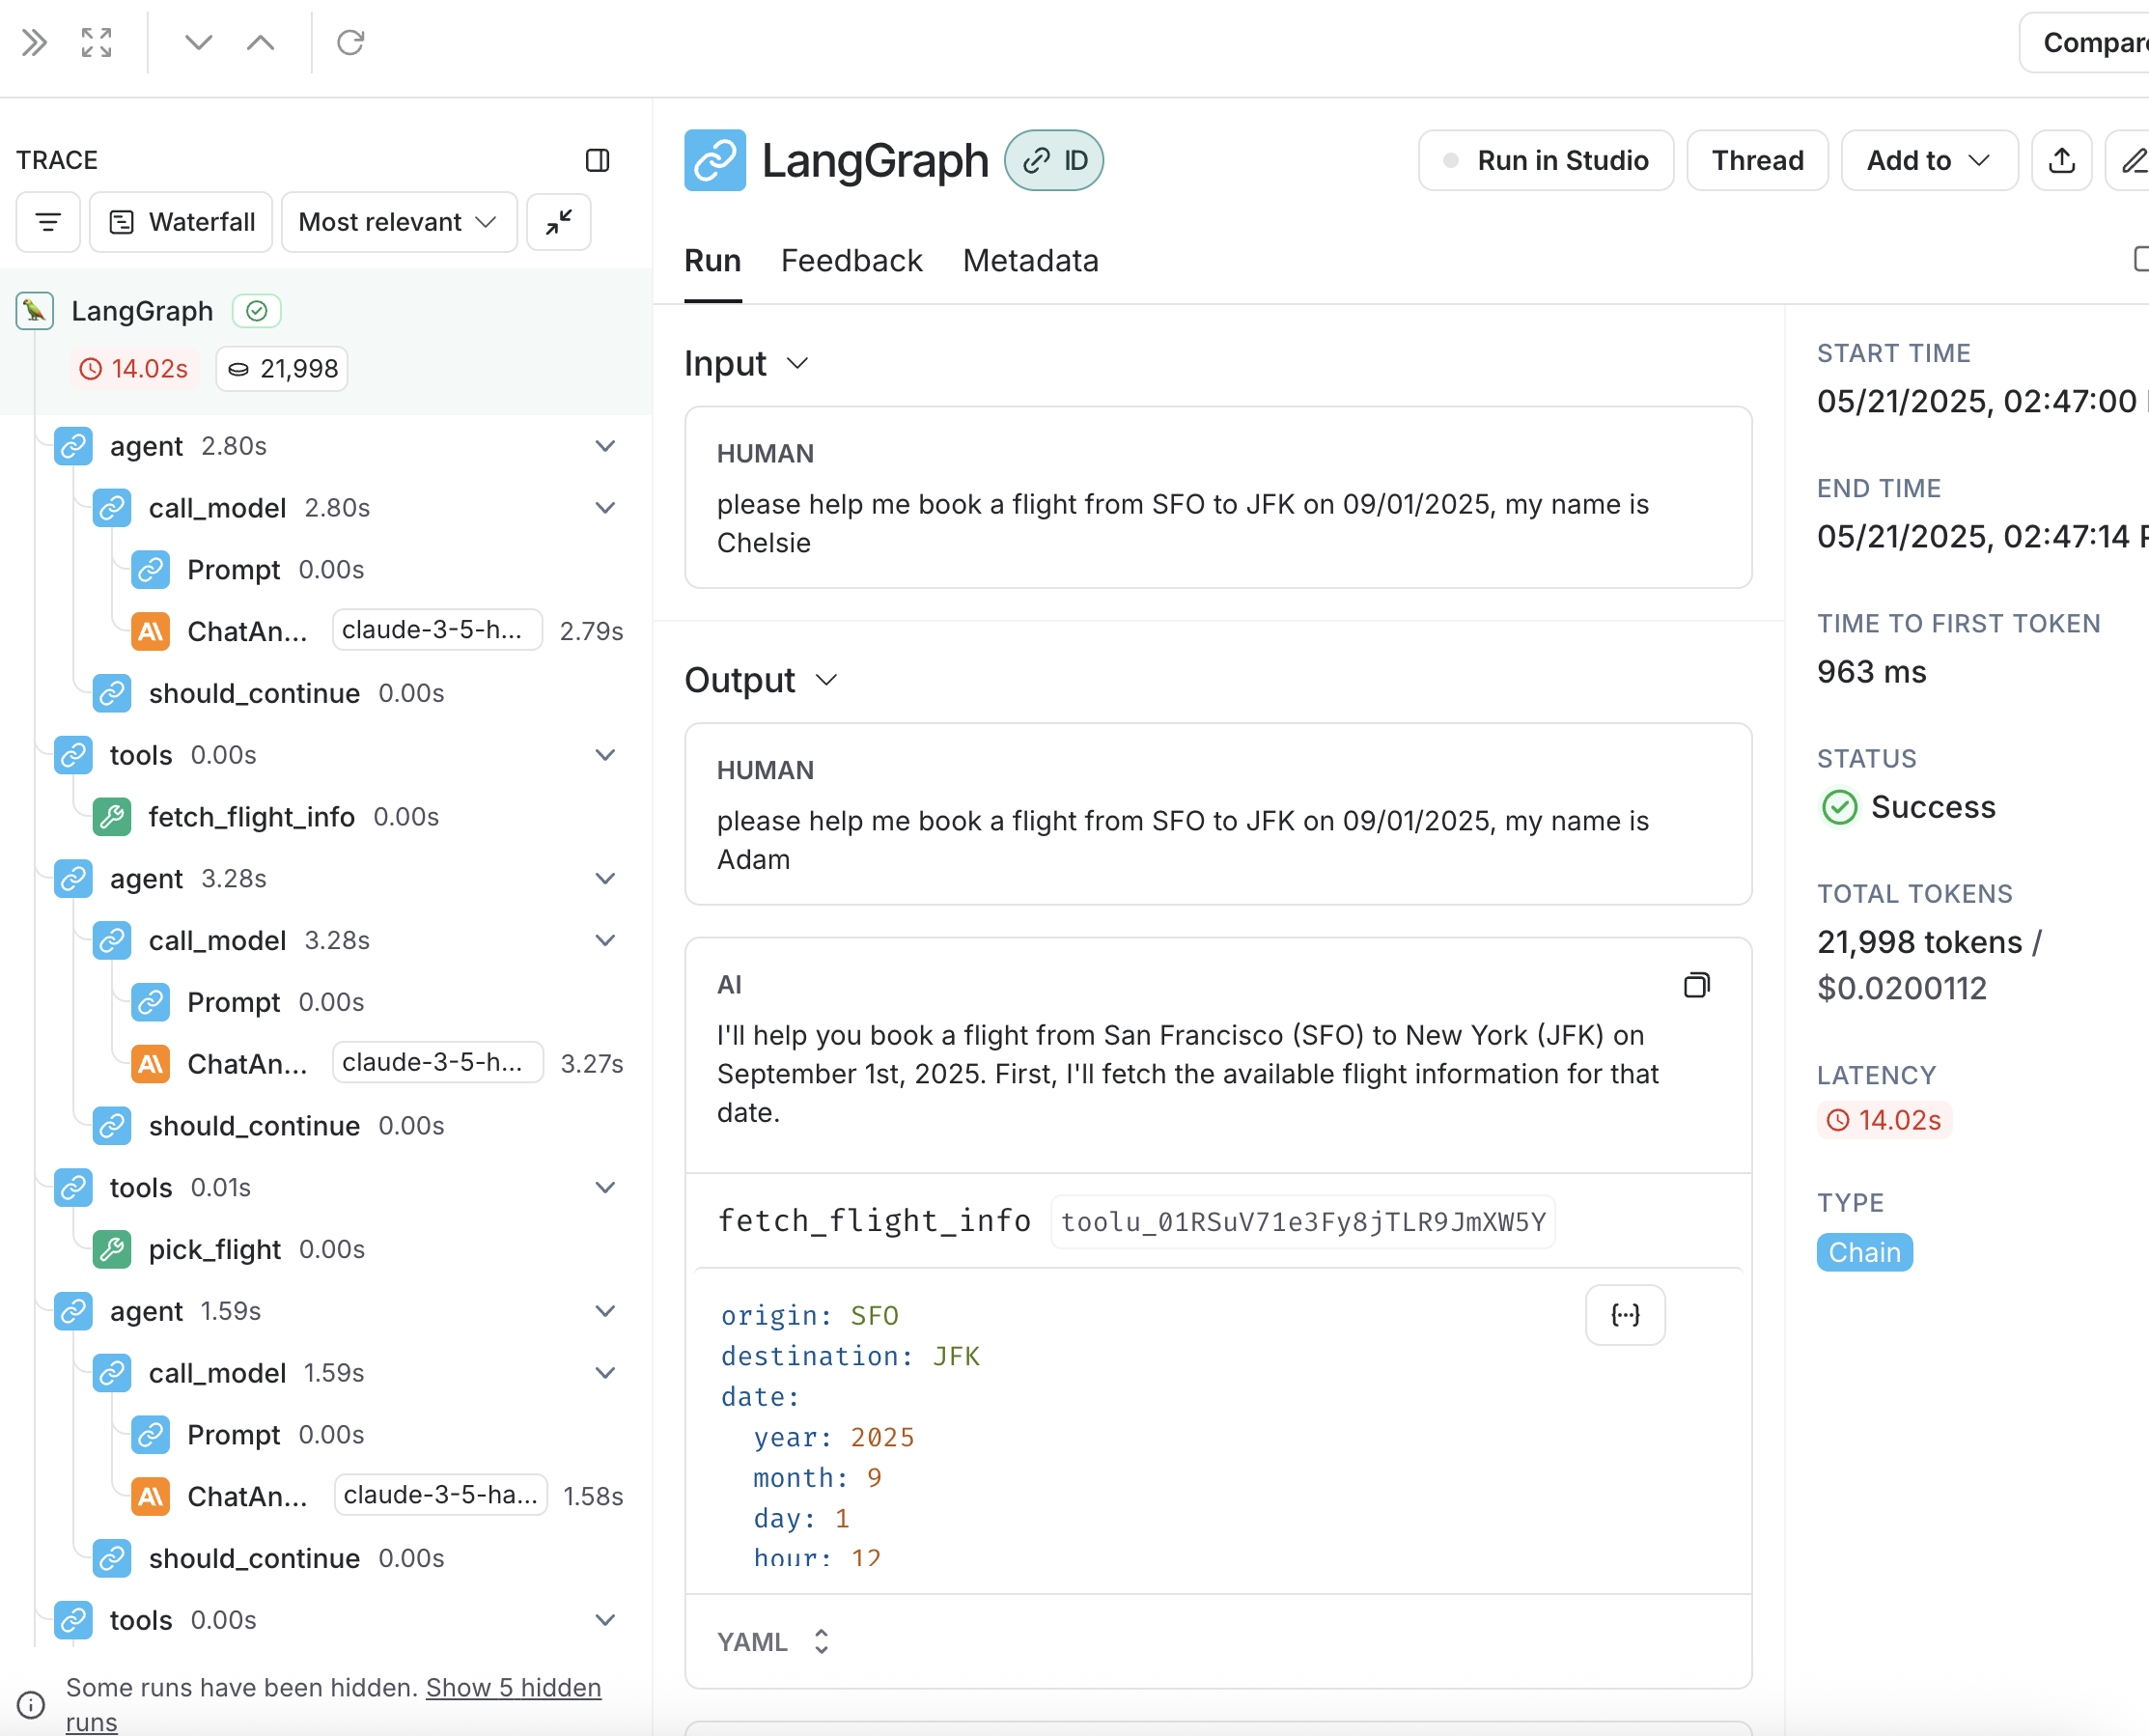 Compare
TRACE
Waterfall
Most relevant
LangGraph
14.02s 21,998
agent 2.80s
call_model 2.80s
Prompt 0.00s
ChatAn... claude-3-5-h... 2.79s
should_continue 0.00s
tools 0.00s
fetch_flight_info 0.00s
agent 3.28s
call_model 3.28s
Prompt 0.00s
ChatAn... claude-3-5-h... 3.27s
should_continue 0.00s
tools 0.01s
pick_flight 0.00s
agent 1.59s
call_model 1.59s
Prompt 0.00s
ChatAn... claude-3-5-ha... 1.58s
should_continue 0.00s
tools 0.00s
Some runs have been hidden. Show 5 hidden
runs
LangGraph ID
Run in Studio Thread Add to
Run Feedback Metadata
Input
HUMAN
please help me book a flight from SFO to JFK on 09/01/2025, my name is
Chelsie
Output
HUMAN
please help me book a flight from SFO to JFK on 09/01/2025, my name is
Adam
AI
I'll help you book a flight from San Francisco (SFO) to New York (JFK) on
September 1st, 2025. First, I'll fetch the available flight information for that
date.
fetch_flight_info toolu_01RSuV71e3Fy8jTLR9JmXW5Y
origin: SFO
destination: JFK
date:
year: 2025
month: 9
day: 1
hour: 12
YAML
START TIME
05/21/2025, 02:47:00
END TIME
05/21/2025, 02:47:14 P
TIME TO FIRST TOKEN
963 ms
STATUS
Success
TOTAL TOKENS
21,998 tokens /
$0.0200112
LATENCY
14.02s
TYPE
Chain